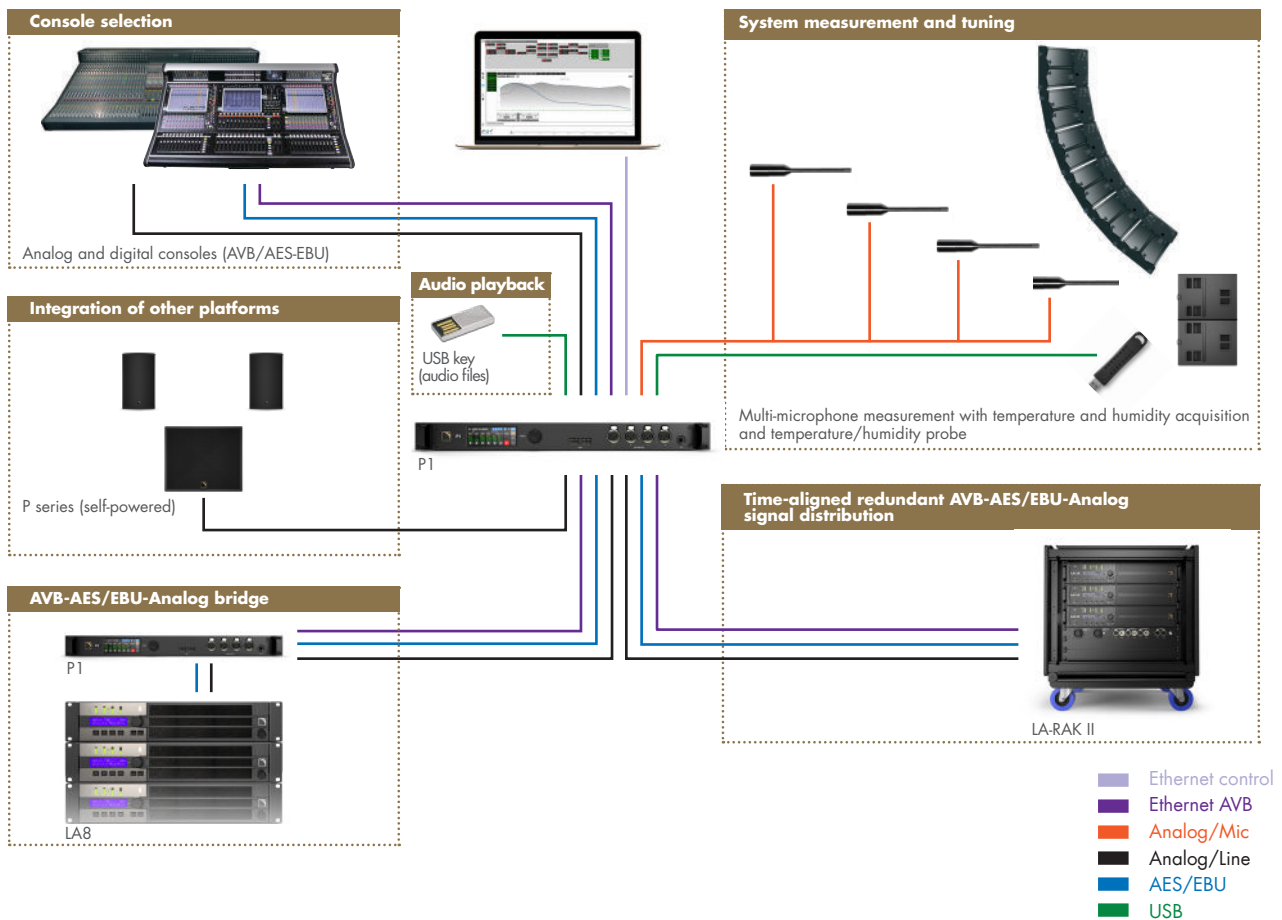 Console selection
Analog and digital consoles (AVB/AES-EBU)
System measurement and tuning
Multi-microphone measurement with temperature and humidity acquisition
and temperature/humidity probe
Audio playback
USB key
(audio files)
Integration of other platforms
P series (self-powered)
P1
Time-aligned redundant AVB-AES/EBU-Analog
signal distribution
LA-RAK II
AVB-AES/EBU-Analog bridge
P1
LA8
Ethernet control
Ethernet AVB
Analog/Mic
Analog/Line
AES/EBU
USB